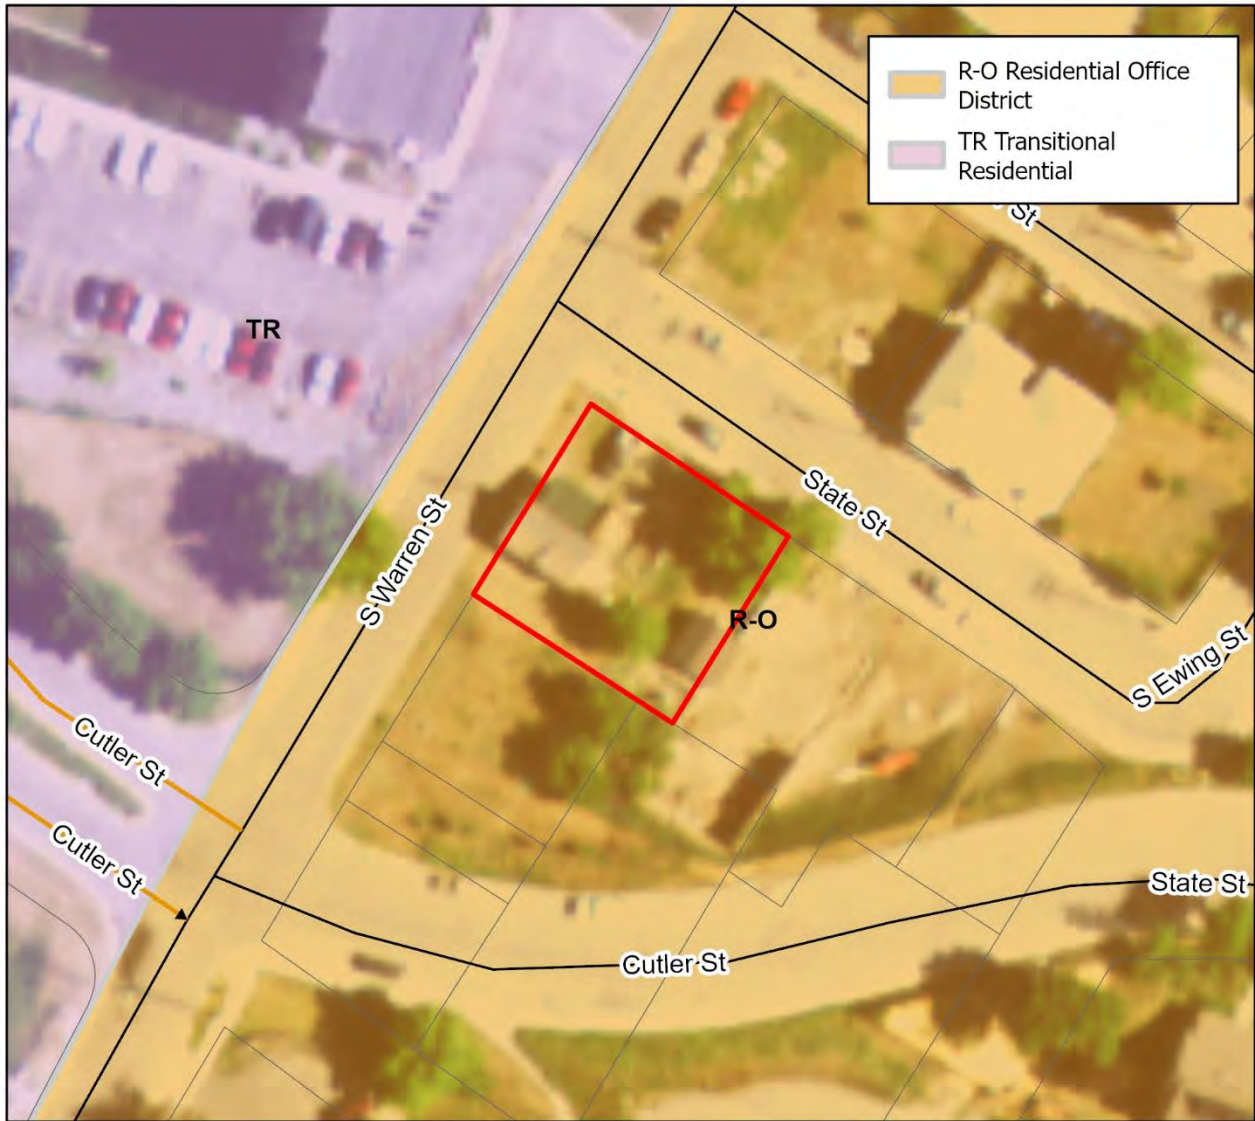 R-O Residential Office
District
TR Transitional
Residential
St
TR
State St
S Warren St
R-O
S Ewing St
Cutler St
Cutler St
State St
Cutler St